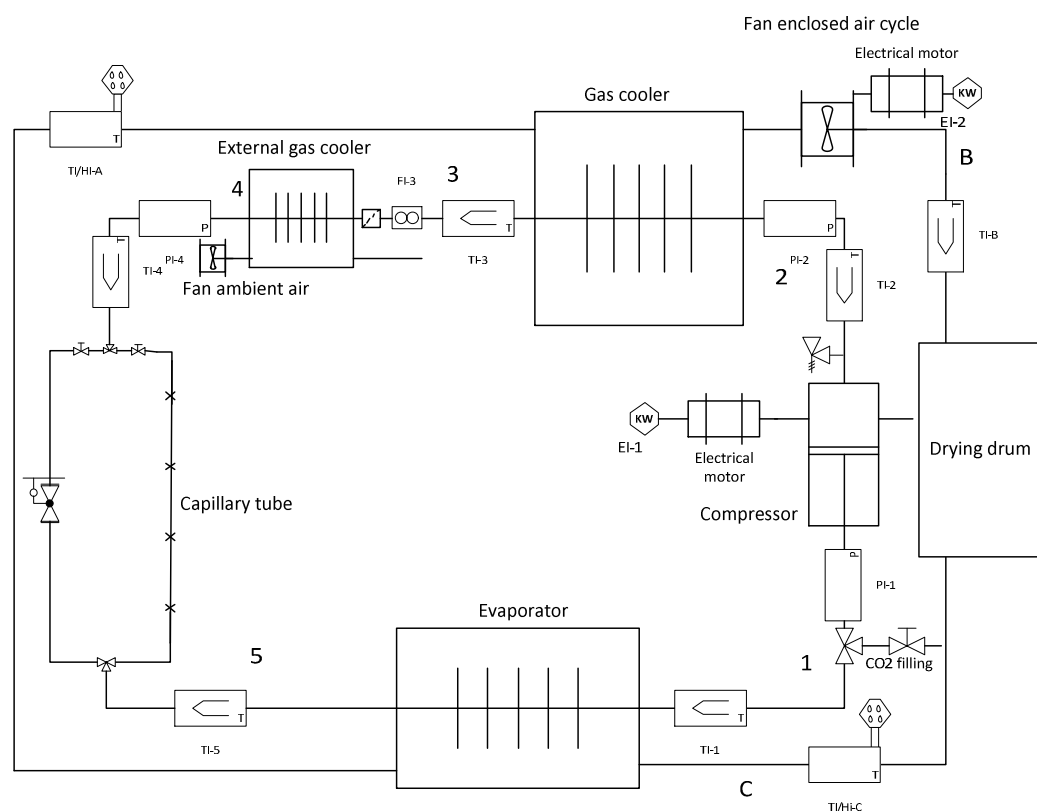 Fan enclosed air cycle
Electrical motor
KW
EI-2
Gas cooler
T
TI/HI-A
External gas cooler
B
4
FI-3
3
P
PI-4
T
TI-3
P
PI-2
2
T
TI-B
T
TI-4
Fan ambient air
T
TI-2
KW
EI-1
Electrical
motor
Compressor
Drying drum
Capillary tube
P
PI-1
Evaporator
5
1
CO2 filling
T
TI-5
T
TI-1
T
C
TI/Hi-C